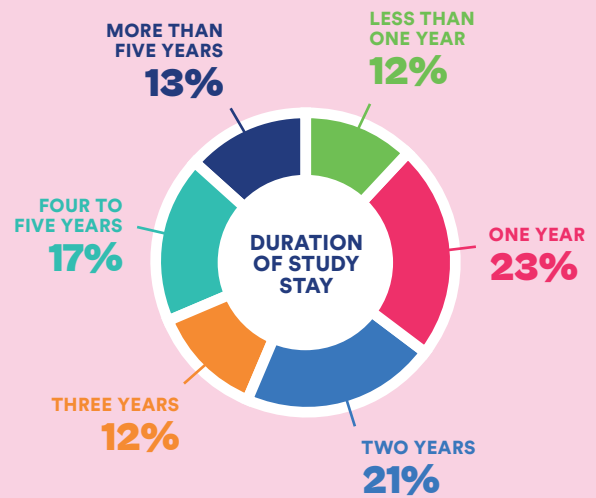 MORE THAN
FIVE YEARS
13%
LESS THAN
ONE YEAR
12%
FOUR TO
FIVE YEARS
17%
DURATION
OF STUDY
STAY
ONE YEAR
23%
THREE YEARS
12%
TWO YEARS
21%